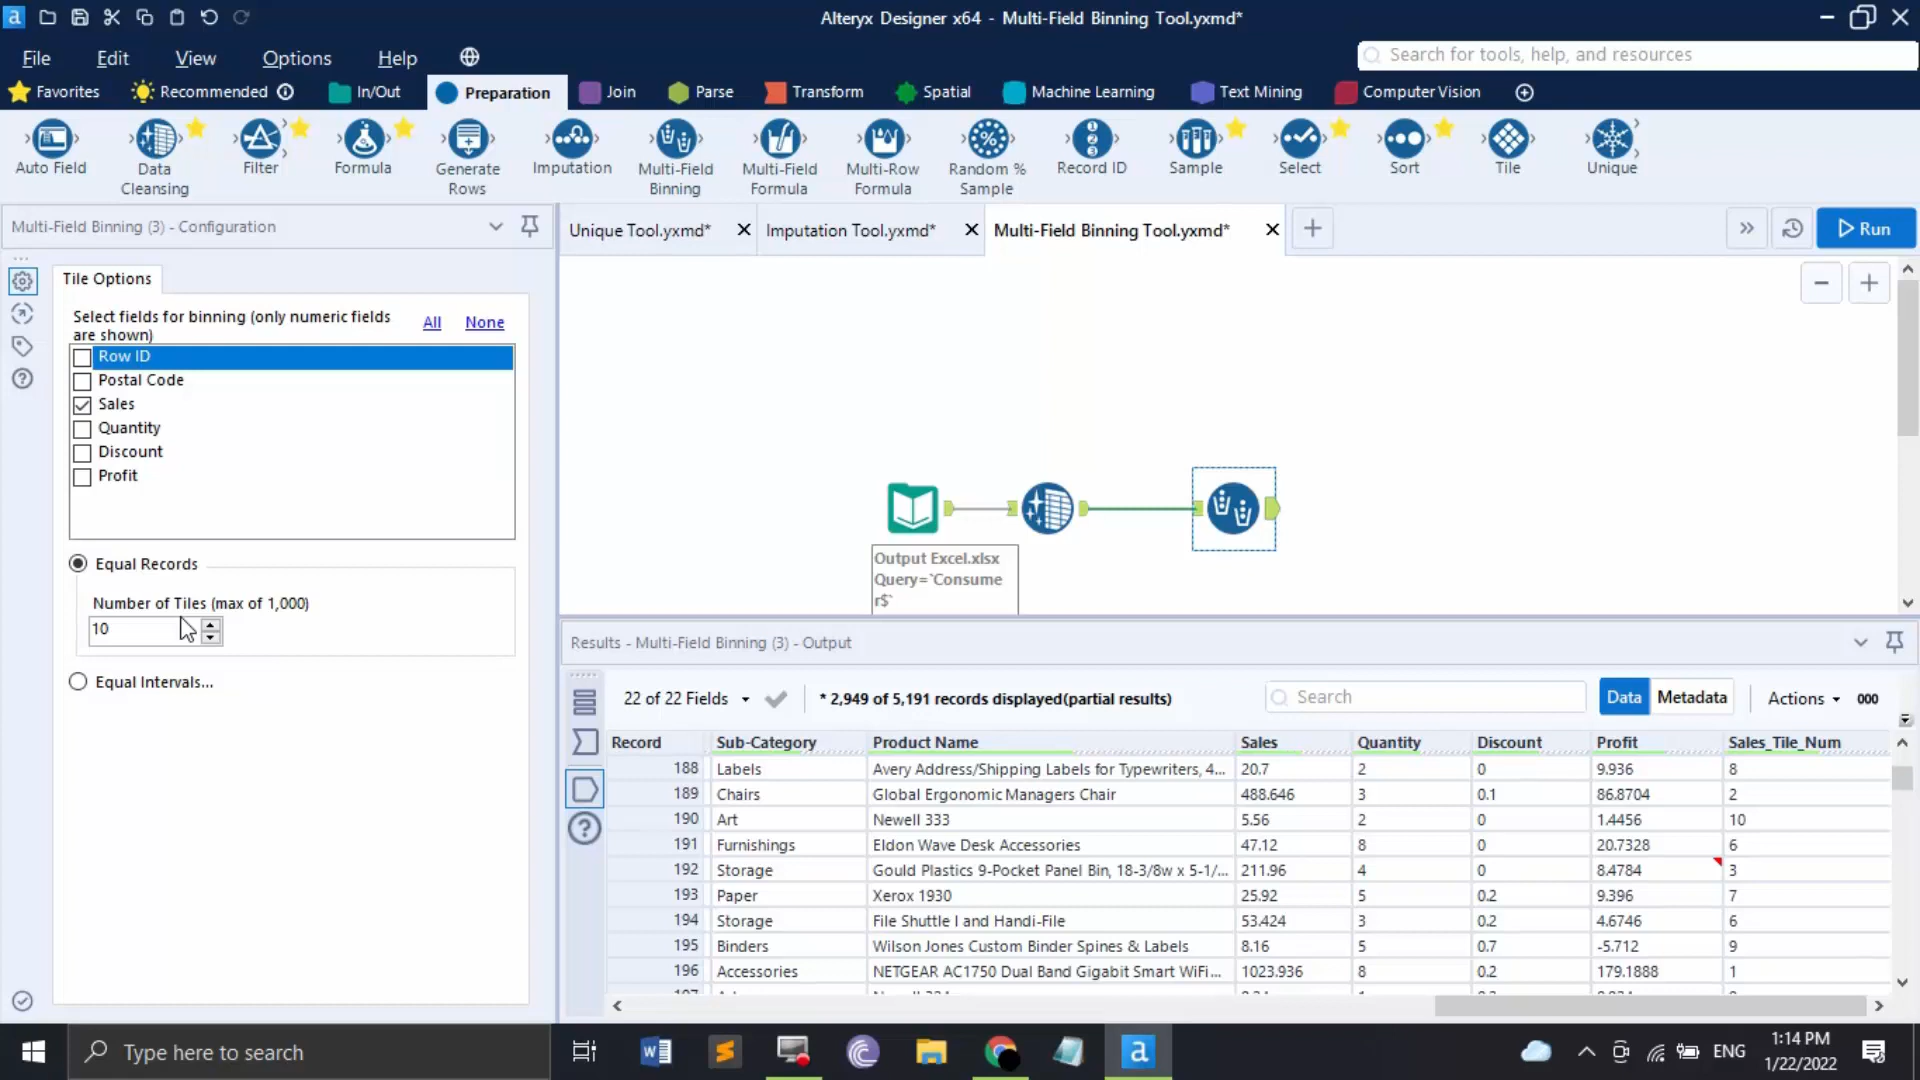 Alteryx Designer x64 - Multi-Field Binning Tool.yxmd*
File Edit View Options Help
Search for tools, help, and resources
Favorites Recommended In/Out Preparation Join Parse Transform Spatial Machine Learning Text Mining Computer Vision
Auto Field
Data Cleansing
Filter
Formula
Generate Rows
Imputation
Multi-Field Binning
Multi-Field Formula
Multi-Row Formula
Random % Sample
Record ID
Sample
Select
Sort
Tile
Unique
Multi-Field Binning (3) - Configuration
Unique Tool.yxmd* Imputation Tool.yxmd* Multi-Field Binning Tool.yxmd*
Run
Tile Options
Select fields for binning (only numeric fields
are shown)
All None
Row ID
Postal Code
Sales
Quantity
Discount
Profit
Equal Records
Number of Tiles (max of 1,000)
10
Equal Intervals...
Output Excel.xlsx
Query=`Consume
r$`
Results - Multi-Field Binning (3) - Output
22 of 22 Fields * 2,949 of 5,191 records displayed(partial results) Search Data Metadata Actions 000
Record Sub-Category Product Name Sales Quantity Discount Profit Sales_Tile_Num
188 Labels Avery Address/Shipping Labels for Typewriters, 4... 20.7 2 0 9.936 8
189 Chairs Global Ergonomic Managers Chair 488.646 3 0.1 86.8704 2
190 Art Newell 333 5.56 2 0 1.4456 10
191 Furnishings Eldon Wave Desk Accessories 47.12 8 0 20.7328 6
192 Storage Gould Plastics 9-Pocket Panel Bin, 18-3/8w x 5-1/... 211.96 4 0 8.4784 3
193 Paper Xerox 1930 25.92 5 0.2 9.396 7
194 Storage File Shuttle I and Handi-File 53.424 3 0.2 4.6746 6
195 Binders Wilson Jones Custom Binder Spines & Labels 8.16 5 0.7 -5.712 9
196 Accessories NETGEAR AC1750 Dual Band Gigabit Smart WiFi... 1023.936 8 0.2 179.1888 1
Type here to search
ENG
1:14 PM
1/22/2022